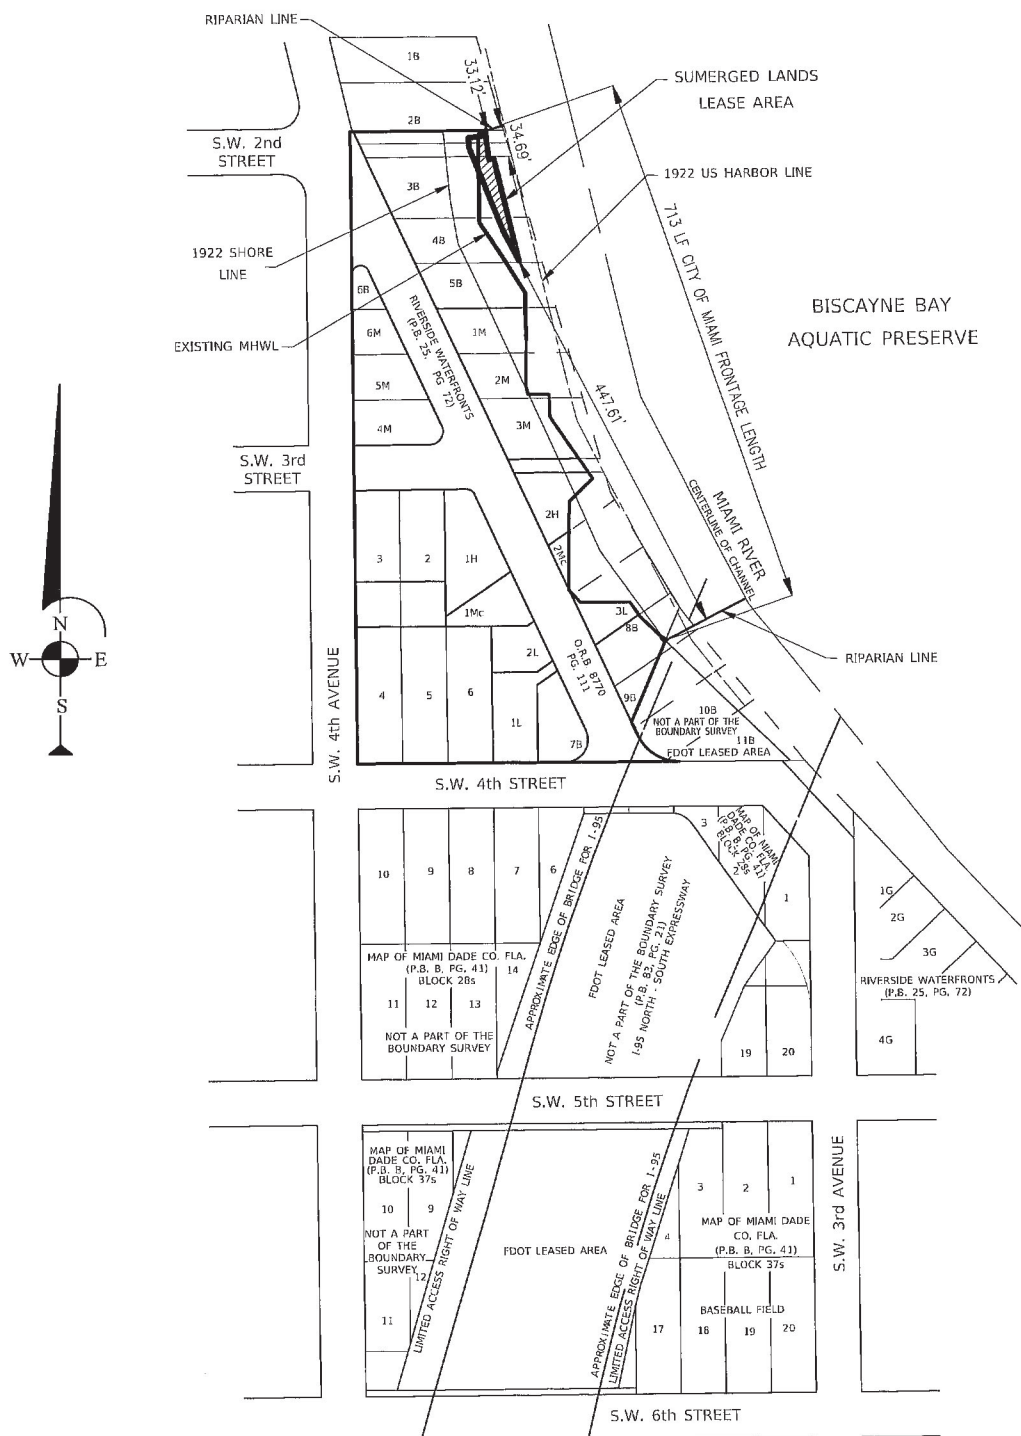 RIPARIAN LINE
1B
33.12'
SUMERGED LANDS
LEASE AREA
2B
34.69'
S.W. 2nd
STREET
1922 US HARBOR LINE
3B
713 LF CITY OF MIAMI FRONTAGE LENGTH
1922 SHORE
LINE
4B
5B
6B
BISCAYNE BAY
AQUATIC PRESERVE
RIVERSIDE WATERFRONTS
(P.B. 25, PG 72)
EXISTING MHWL
6M
1M
5M
2M
447.61'
4M
3M
S.W. 3rd
STREET
MIAMI RIVER
CENTERLINE OF CHANNEL
2H
3
2
1H
2Mc
1Mc
3L
8B
N
W
E
S
RIPARIAN LINE
2L
O.R.B 8770
PG. 111
4
5
6
1L
7B
9B
10B
NOT A PART OF THE
BOUNDARY SURVEY
11B
FDOT LEASED AREA
S.W. 4th AVENUE
S.W. 4th STREET
10
9
8
7
6
APPROXIMATE EDGE OF BRIDGE FOR I-95
FDOT LEASED AREA
NOT A PART OF THE BOUNDARY SURVEY
(P.B. 83, PG. 21)
I-95 NORTH - SOUTH EXPRESSWAY
3
MAP OF MIAMI
DADE CO. FLA.
(P.B. B, PG. 41)
BLOCK 28s
2
1
1G
2G
3G
RIVERSIDE WATERFRONTS
(P.B. 25, PG. 72)
4G
MAP OF MIAMI DADE CO. FLA.
(P.B. B, PG. 41)
BLOCK 28s
14
11
12
13
NOT A PART OF THE
BOUNDARY SURVEY
19
20
S.W. 5th STREET
MAP OF MIAMI
DADE CO. FLA.
(P.B. B, PG. 41)
BLOCK 37s
10
9
NOT A PART
OF THE
BOUNDARY
SURVEY
12
11
LIMITED ACCESS RIGHT OF WAY LINE
FDOT LEASED AREA
APPROXIMATE EDGE OF BRIDGE FOR I-95
LIMITED ACCESS RIGHT OF WAY LINE
3
2
1
4
MAP OF MIAMI DADE
CO. FLA.
(P.B. B, PG. 41)
BLOCK 37s
BASEBALL FIELD
17
18
19
20
S.W. 3rd AVENUE
S.W. 6th STREET